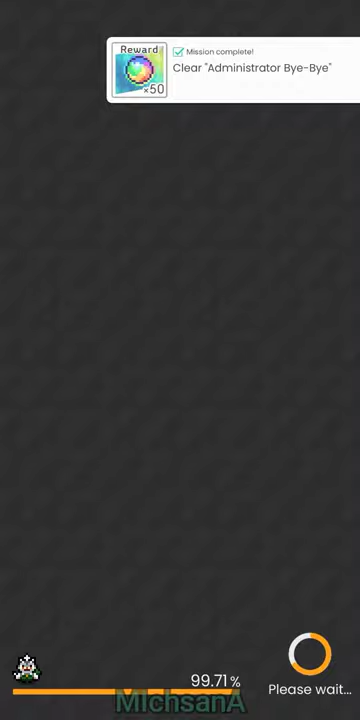 Reward
×50
Mission complete!
Clear "Administrator Bye-Bye"
99.71%
Please wait...
MIchsanA